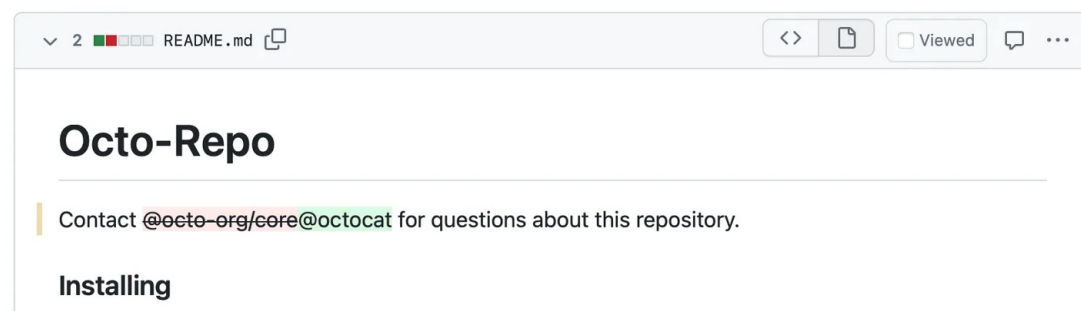 2 README.md Viewed
Octo-Repo
Contact @octo-org/core@octocat for questions about this repository.
Installing